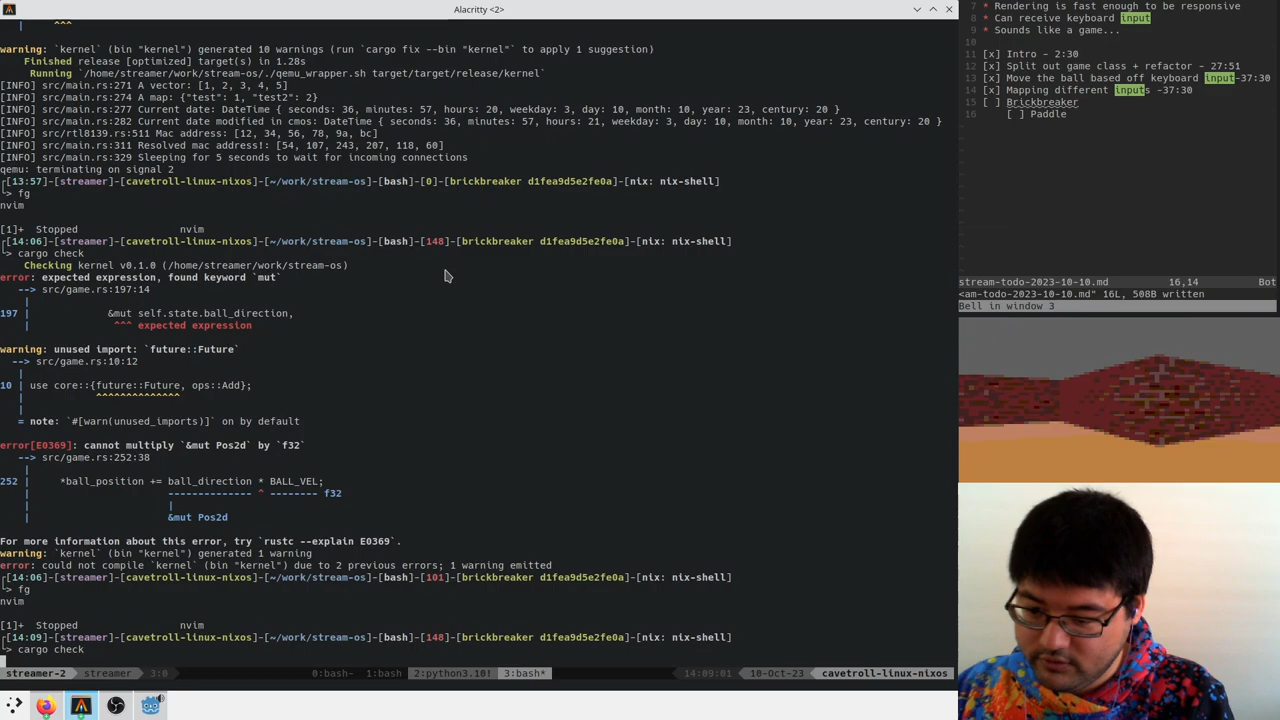 Alacritty <2>
| ^^^
warning: `kernel` (bin "kernel") generated 10 warnings (run `cargo fix --bin "kernel"` to apply 1 suggestion)
Finished release [optimized] target(s) in 1.28s
Running `/home/streamer/work/stream-os/./qemu_wrapper.sh target/target/release/kernel`
[INFO] src/main.rs:271 A vector: [1, 2, 3, 4, 5]
[INFO] src/main.rs:274 A map: {"test": 1, "test2": 2}
[INFO] src/main.rs:277 Current date: DateTime { seconds: 36, minutes: 57, hours: 20, weekday: 3, day: 10, month: 10, year: 23, century: 20 }
[INFO] src/main.rs:282 Current date modified in cmos: DateTime { seconds: 36, minutes: 57, hours: 21, weekday: 3, day: 10, month: 10, year: 23, century: 20 }
[INFO] src/rtl8139.rs:511 Mac address: [12, 34, 56, 78, 9a, bc]
[INFO] src/main.rs:311 Resolved mac address!: [54, 107, 243, 207, 118, 60]
[INFO] src/main.rs:329 Sleeping for 5 seconds to wait for incoming connections
qemu: terminating on signal 2
┌[13:57]-[streamer]-[cavetroll-linux-nixos]-[~/work/stream-os]-[bash]-[0]-[brickbreaker d1fea9d5e2fe0a]-[nix: nix-shell]
└> fg
nvim
[1]+  Stopped                 nvim
┌[14:06]-[streamer]-[cavetroll-linux-nixos]-[~/work/stream-os]-[bash]-[148]-[brickbreaker d1fea9d5e2fe0a]-[nix: nix-shell]
└> cargo check
Checking kernel v0.1.0 (/home/streamer/work/stream-os)
error: expected expression, found keyword `mut`
--> src/game.rs:197:14
|
197 | &mut self.state.ball_direction,
| ^^^ expected expression
warning: unused import: `future::Future`
--> src/game.rs:10:12
|
10 | use core::{future::Future, ops::Add};
| ^^^^^^^^^^^^^^
|
= note: `#[warn(unused_imports)]` on by default
error[E0369]: cannot multiply `&mut Pos2d` by `f32`
--> src/game.rs:252:38
|
252 | *ball_position += ball_direction * BALL_VEL;
| -------------- ^ -------- f32
| |
| &mut Pos2d
For more information about this error, try `rustc --explain E0369`.
warning: `kernel` (bin "kernel") generated 1 warning
error: could not compile `kernel` (bin "kernel") due to 2 previous errors; 1 warning emitted
┌[14:06]-[streamer]-[cavetroll-linux-nixos]-[~/work/stream-os]-[bash]-[101]-[brickbreaker d1fea9d5e2fe0a]-[nix: nix-shell]
└> fg
nvim
[1]+  Stopped                 nvim
┌[14:09]-[streamer]-[cavetroll-linux-nixos]-[~/work/stream-os]-[bash]-[148]-[brickbreaker d1fea9d5e2fe0a]-[nix: nix-shell]
└> cargo check
streamer-2 streamer 3:0 0:bash- 1:bash 2:python3.10! 3:bash* 14:09:01 10-Oct-23 cavetroll-linux-nixos
7 * Rendering is fast enough to be responsive
8 * Can receive keyboard input
9 * Sounds like a game...
10
11 [x] Intro - 2:30
12 [x] Split out game class + refactor - 27:51
13 [x] Move the ball based off keyboard input-37:30
14 [x] Mapping different inputs -37:30
15 [ ] Brickbreaker
16 [ ] Paddle
~
~
~
~
~
~
~
~
~
~
~
~
~
stream-todo-2023-10-10.md 16,14 Bot
<am-todo-2023-10-10.md" 16L, 508B written
Bell in window 3